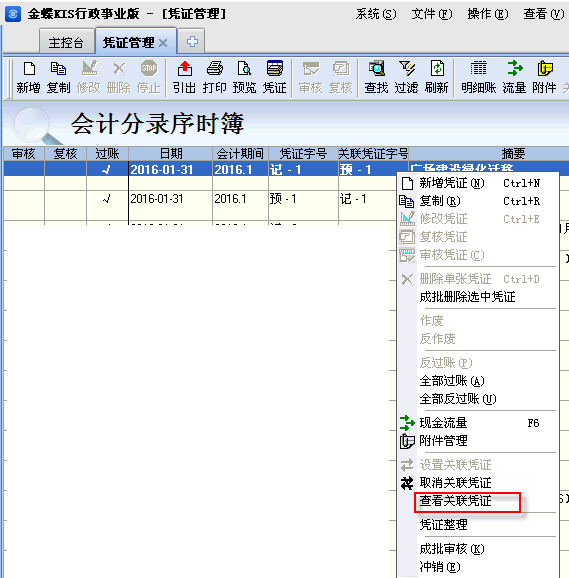 金蝶KIS行政事业版 - [凭证管理] 系统(S) 文件(F) 操作(E) 查看(V)
主控台 凭证管理
新增 复制 修改 删除 停止 引出 打印 预览 凭证 审核 复核 查找 过滤 刷新 明细账 流量 附件
会计分录序时簿
审核 复核 过账 日期 会计期间 凭证字号 关联凭证字号 摘要
√ 2016-01-31 2016.1 记 - 1 预 - 1 广场建设绿化迁移
√ 2016-01-31 2016.1 预 - 1 记 - 1
新增凭证(N) Ctrl+N
复制(R) Ctrl+R
修改凭证 Ctrl+E
复核凭证
审核凭证(C)
删除单张凭证 Ctrl+D
成批删除选中凭证
作废
反作废
反过账(P)
全部过账(A)
全部反过账(U)
现金流量 F6
附件管理
设置关联凭证
取消关联凭证
查看关联凭证
凭证整理
成批审核(K)
冲销(E)